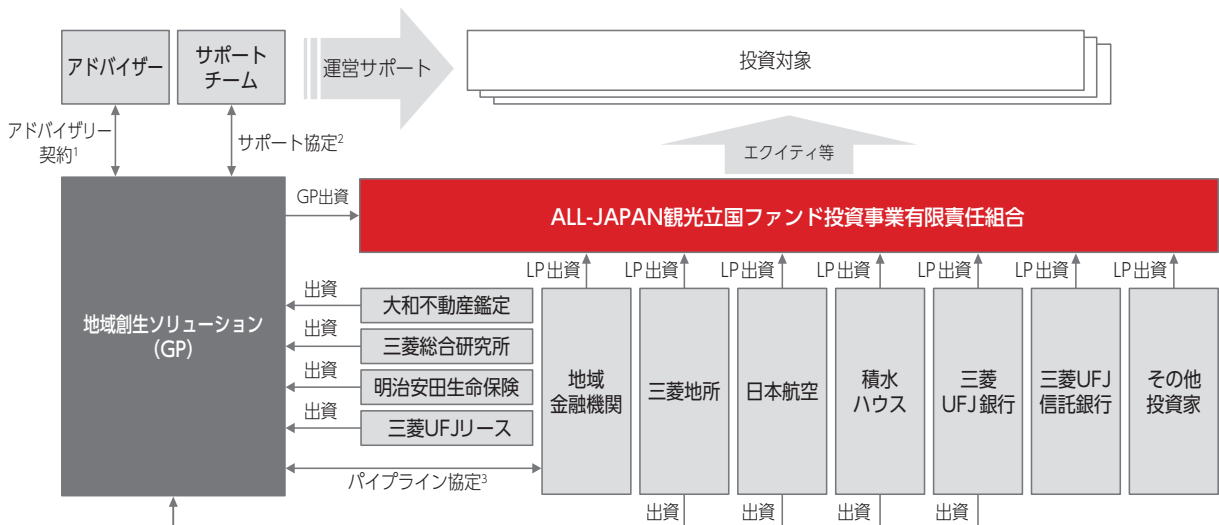 アドバイザー
サポート
チーム
運営サポート
投資対象
アドバイザリー
契約1
サポート協定2
エクイティ等
GP出資
ALL-JAPAN観光立国ファンド投資事業有限責任組合
LP出資
LP出資
LP出資
LP出資
LP出資
LP出資
LP出資
地域創生ソリューション
(GP)
出資
大和不動産鑑定
出資
三菱総合研究所
出資
明治安田生命保険
出資
三菱UFJリース
パイプライン協定3
地域
金融機関
三菱地所
日本航空
積水
ハウス
三菱
UFJ銀行
三菱UFJ
信託銀行
その他
投資家
出資
出資
出資
出資